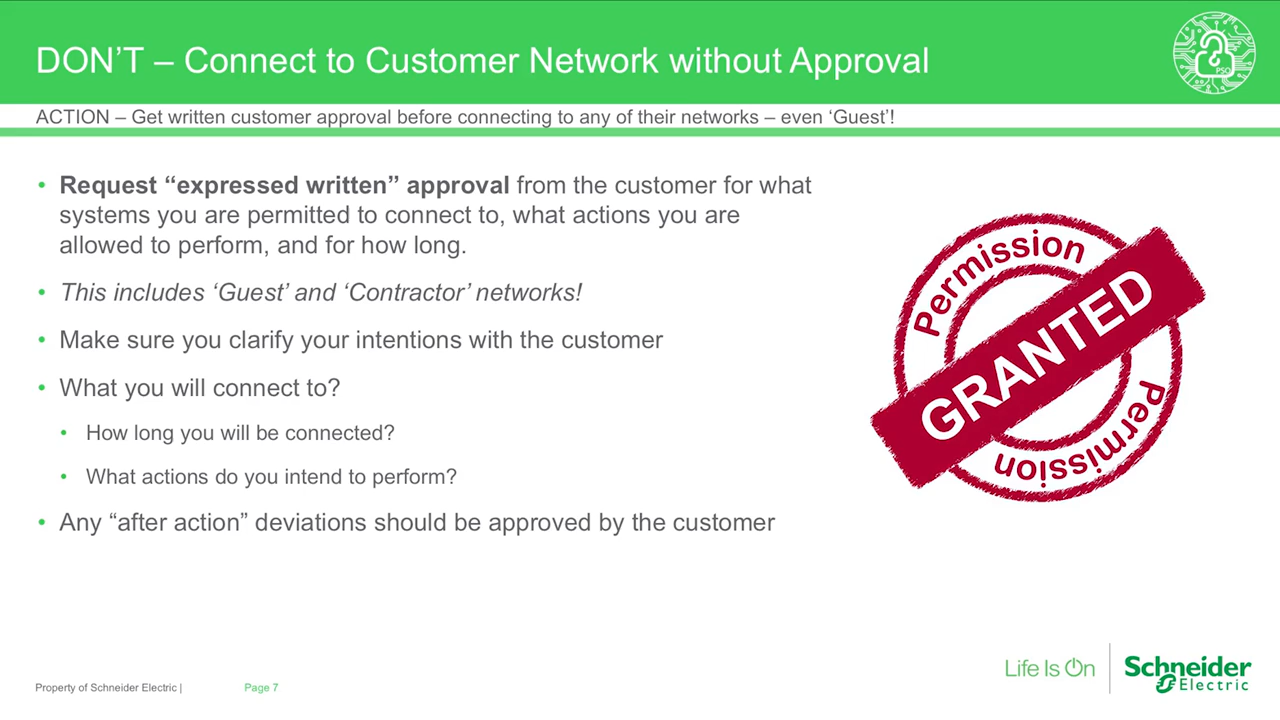 DON'T – Connect to Customer Network without Approval
PSO
ACTION – Get written customer approval before connecting to any of their networks – even ‘Guest’!
• Request “expressed written” approval from the customer for what
systems you are permitted to connect to, what actions you are
allowed to perform, and for how long.
• This includes ‘Guest’ and ‘Contractor’ networks!
• Make sure you clarify your intentions with the customer
• What you will connect to?
• How long you will be connected?
• What actions do you intend to perform?
• Any “after action” deviations should be approved by the customer
Permission
GRANTED
Permission
Life Is On
Schneider
Electric
Property of Schneider Electric |
Page 7